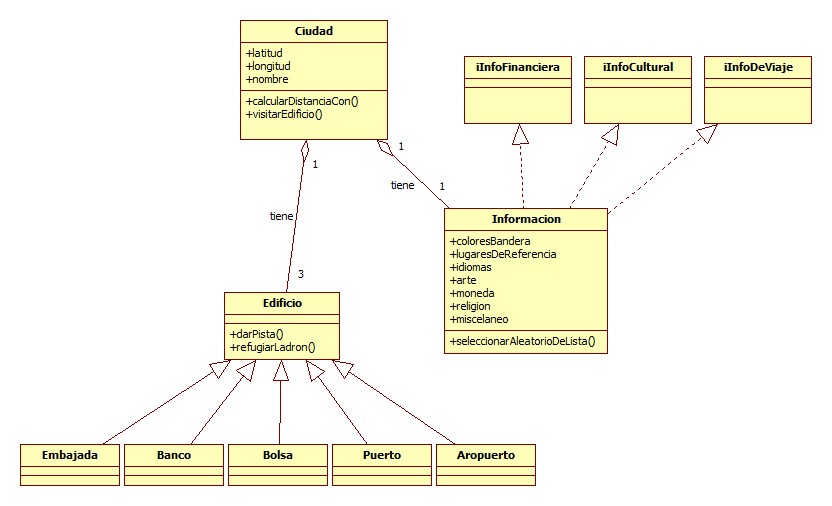 Ciudad
+latitud
+longitud
+nombre
+calcularDistanciaCon()
+visitarEdificio()
iInfoFinanciera
iInfoCultural
iInfoDeViaje
1
1
tiene
1
tiene
3
Informacion
+coloresBandera
+lugaresDeReferencia
+idiomas
+arte
+moneda
+religion
+miscelaneo
+seleccionarAleatorioDeLista()
Edificio
+darPista()
+refugiarLadron()
Embajada
Banco
Bolsa
Puerto
Aropuerto